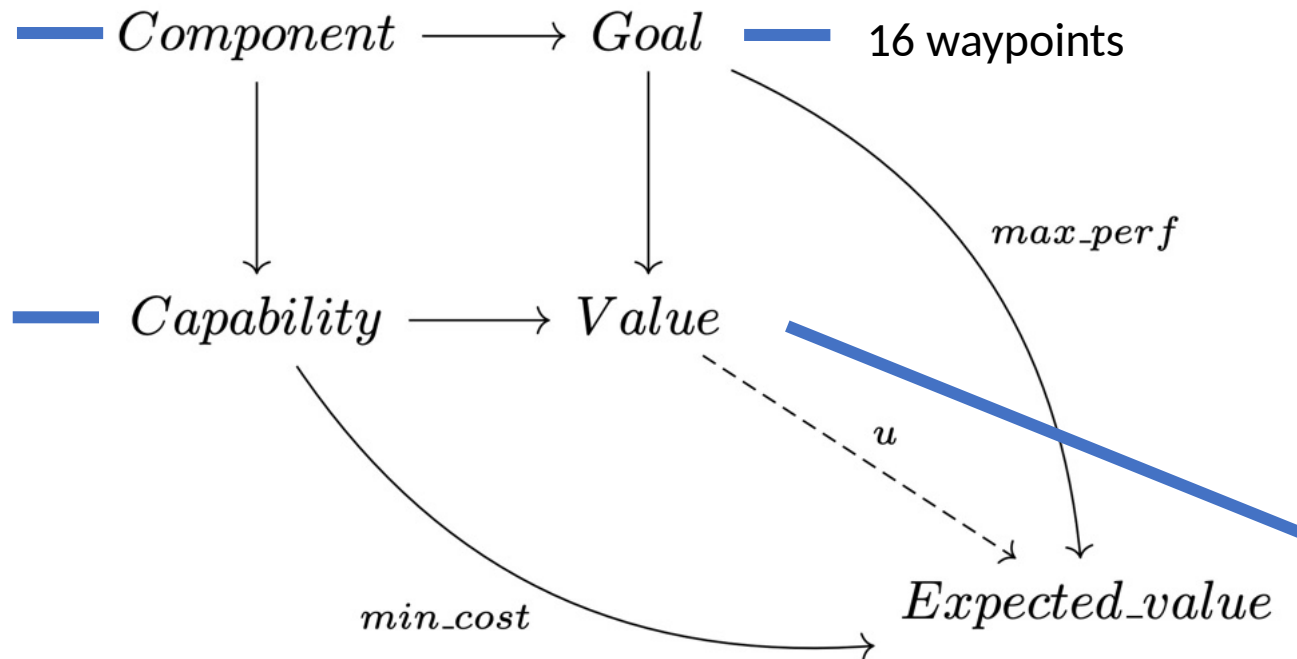 Component Goal 16 waypoints
max_perf
Capability Value
u
Expected_value
min_cost